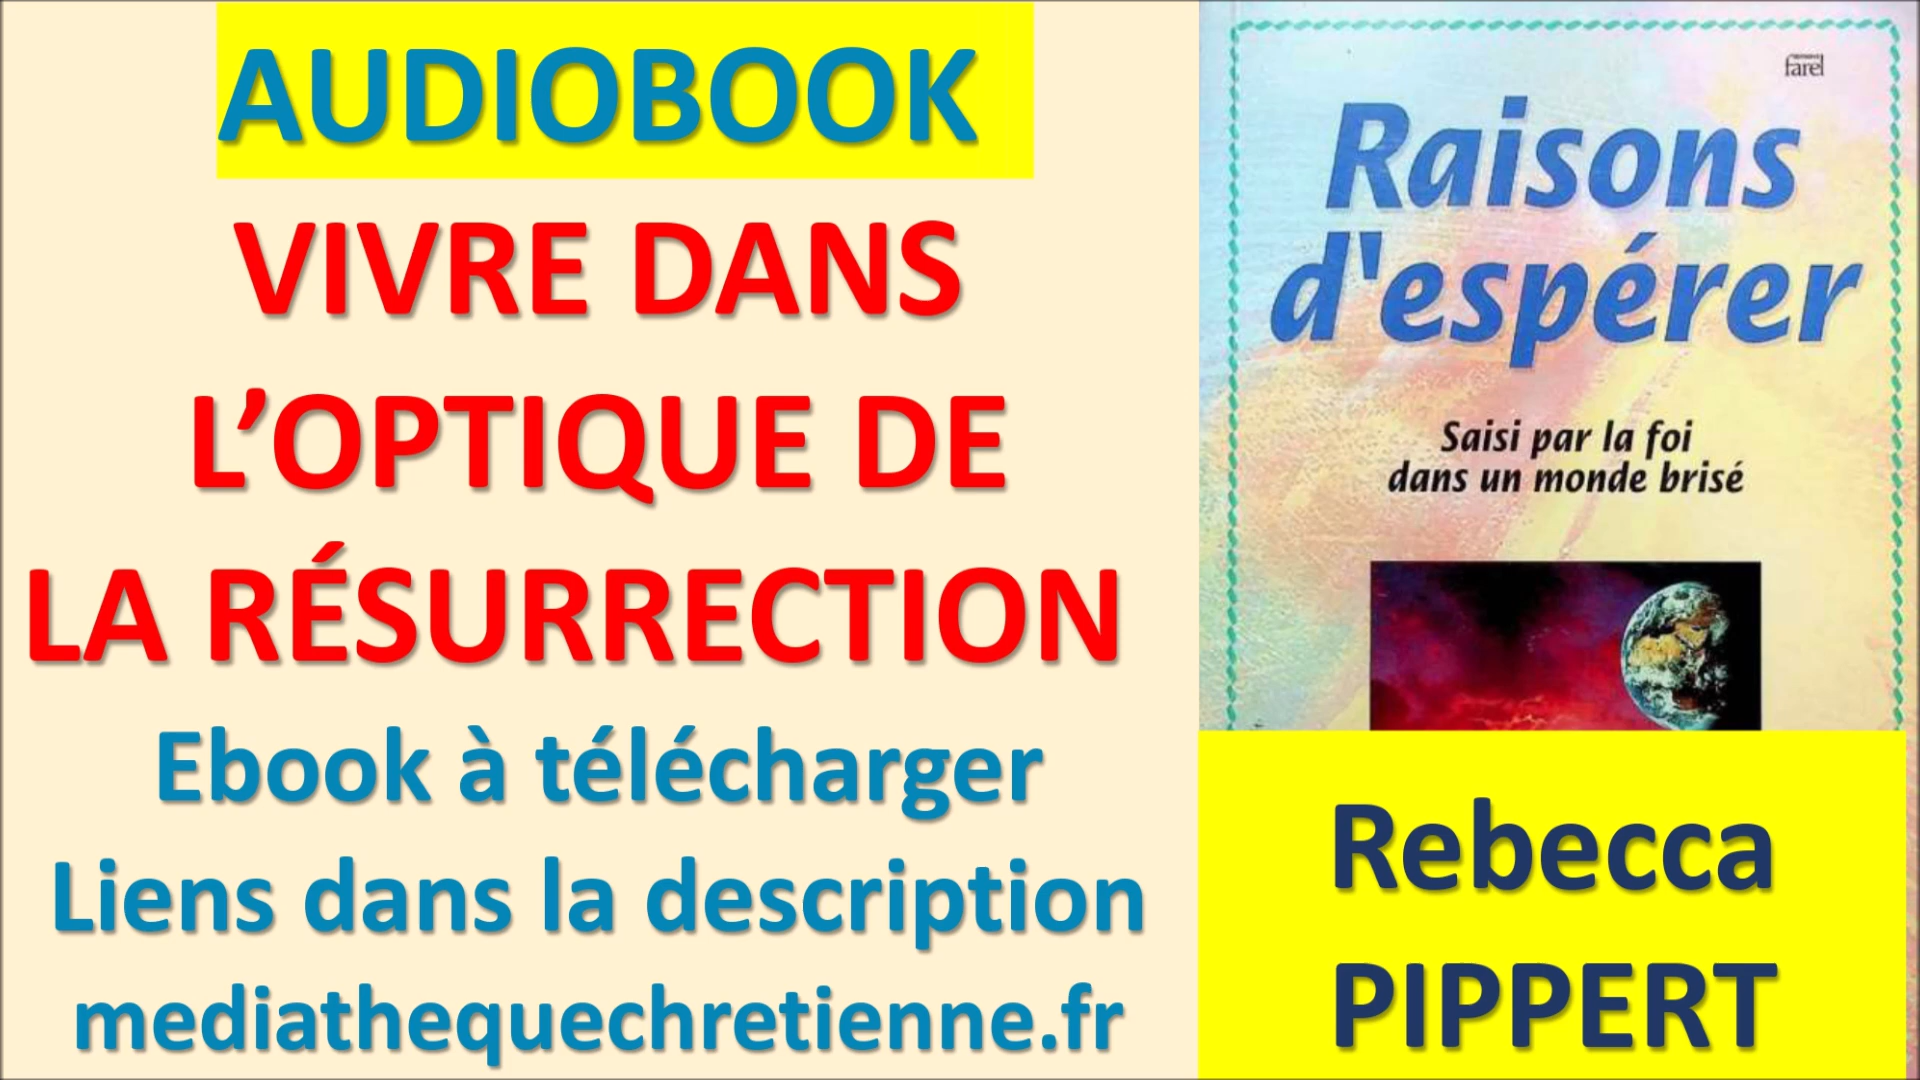 AUDIOBOOK
VIVRE DANS
L’OPTIQUE DE
LA RÉSURRECTION
Ebook à télécharger
Liens dans la description
mediathequechretienne.fr
farel
Raisons
d'espérer
Saisi par la foi
dans un monde brisé
Rebecca
PIPPERT